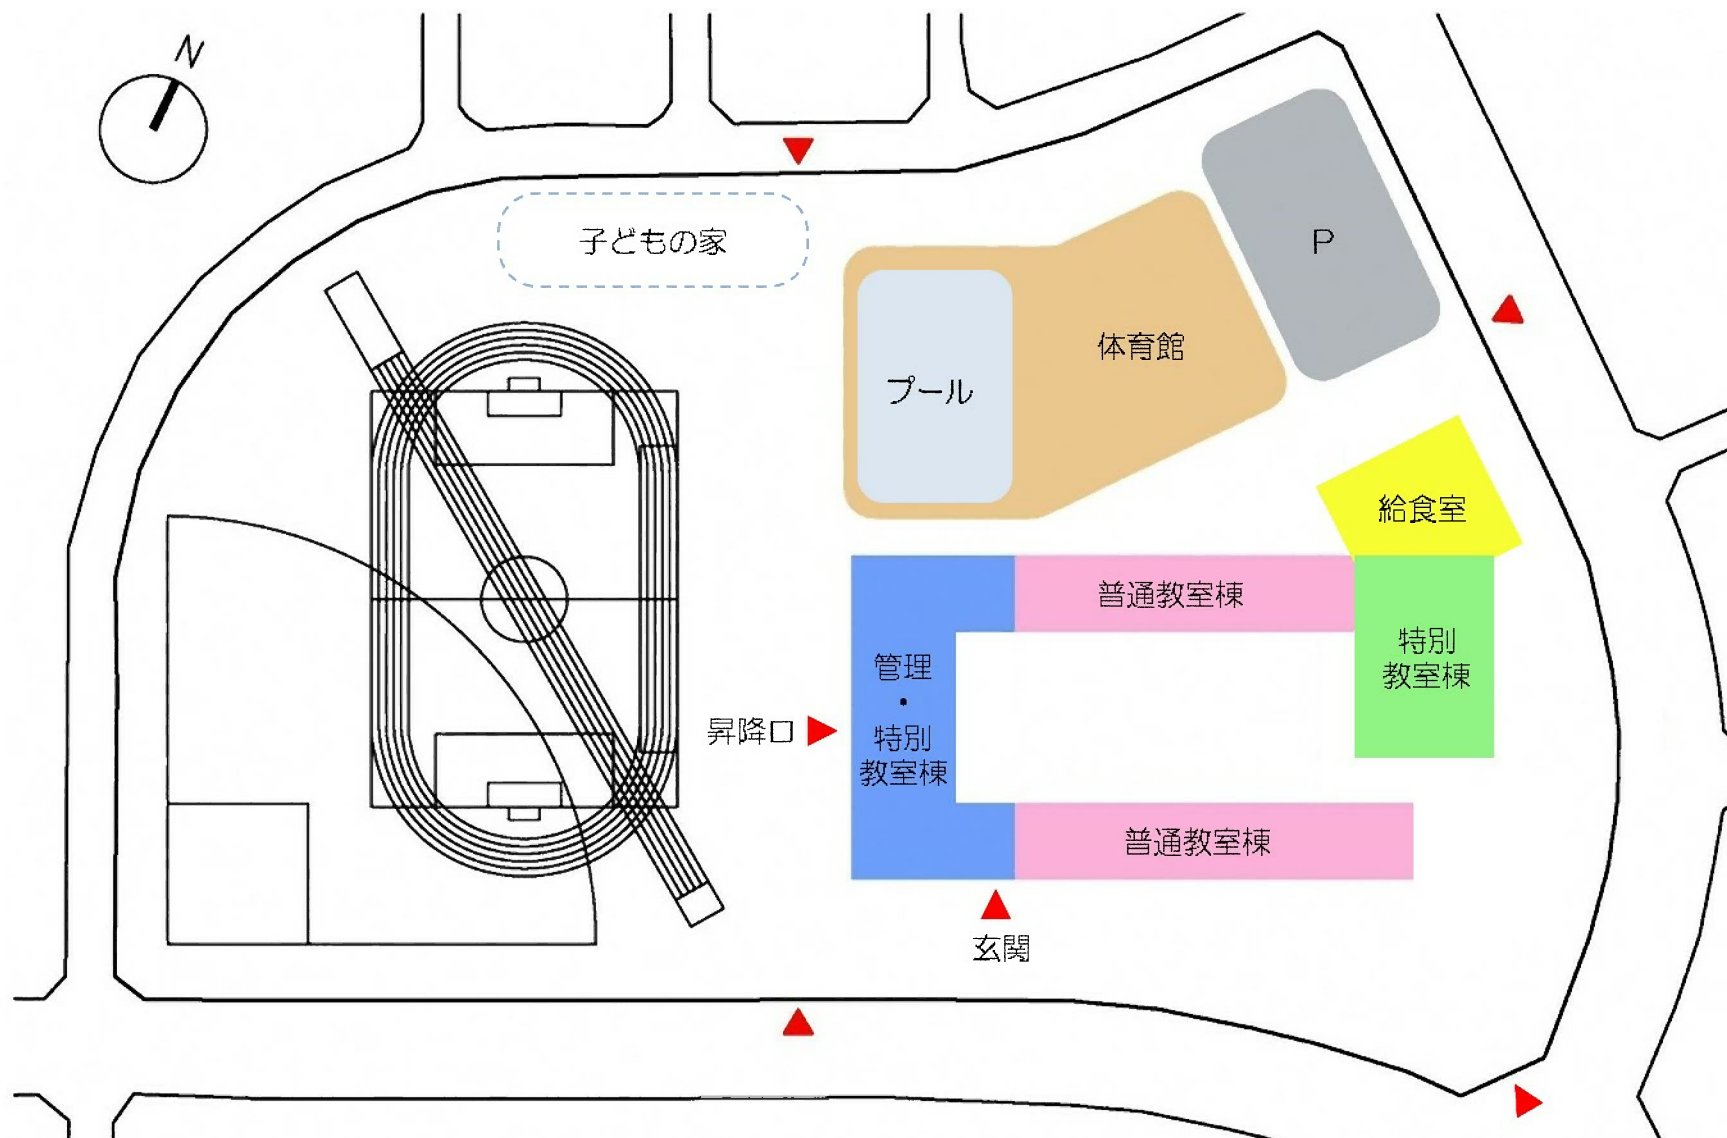 N
子どもの家
P
体育館
プール
給食室
普通教室棟
特別
教室棟
管理
・
特別
教室棟
昇降口
普通教室棟
玄関